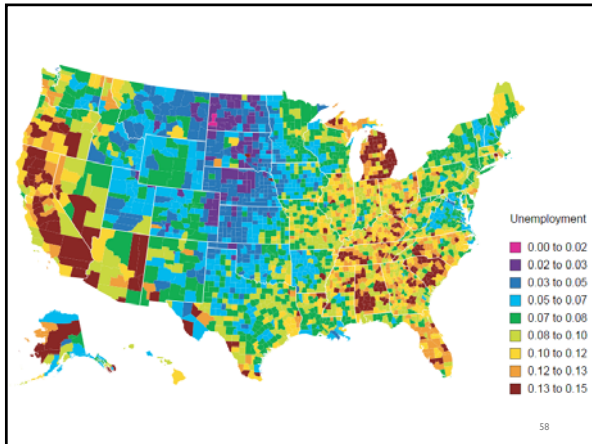 Unemployment
0.00 to 0.02
0.02 to 0.03
0.03 to 0.05
0.05 to 0.07
0.07 to 0.08
0.08 to 0.10
0.10 to 0.12
0.12 to 0.13
0.13 to 0.15
58